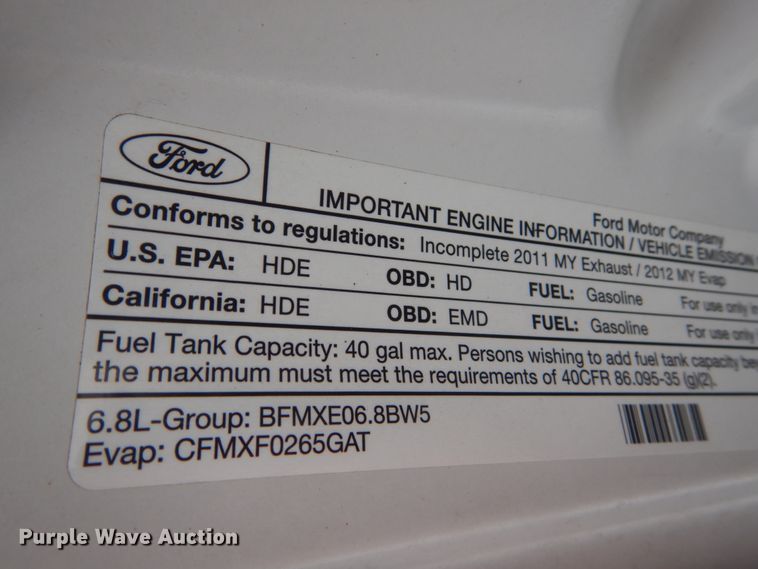 Ford
Ford Motor Company
IMPORTANT ENGINE INFORMATION / VEHICLE EMISSION
Conforms to regulations: Incomplete 2011 MY Exhaust / 2012 MY Evap
U.S. EPA: HDE OBD: HD FUEL: Gasoline For use only in
California: HDE OBD: EMD FUEL: Gasoline For use only
Fuel Tank Capacity: 40 gal max. Persons wishing to add fuel tank capacity
the maximum must meet the requirements of 40CFR 86.095-35 (g)(2).
6.8L-Group: BFMXE06.8BW5
Evap: CFMXF0265GAT
Purple Wave Auction